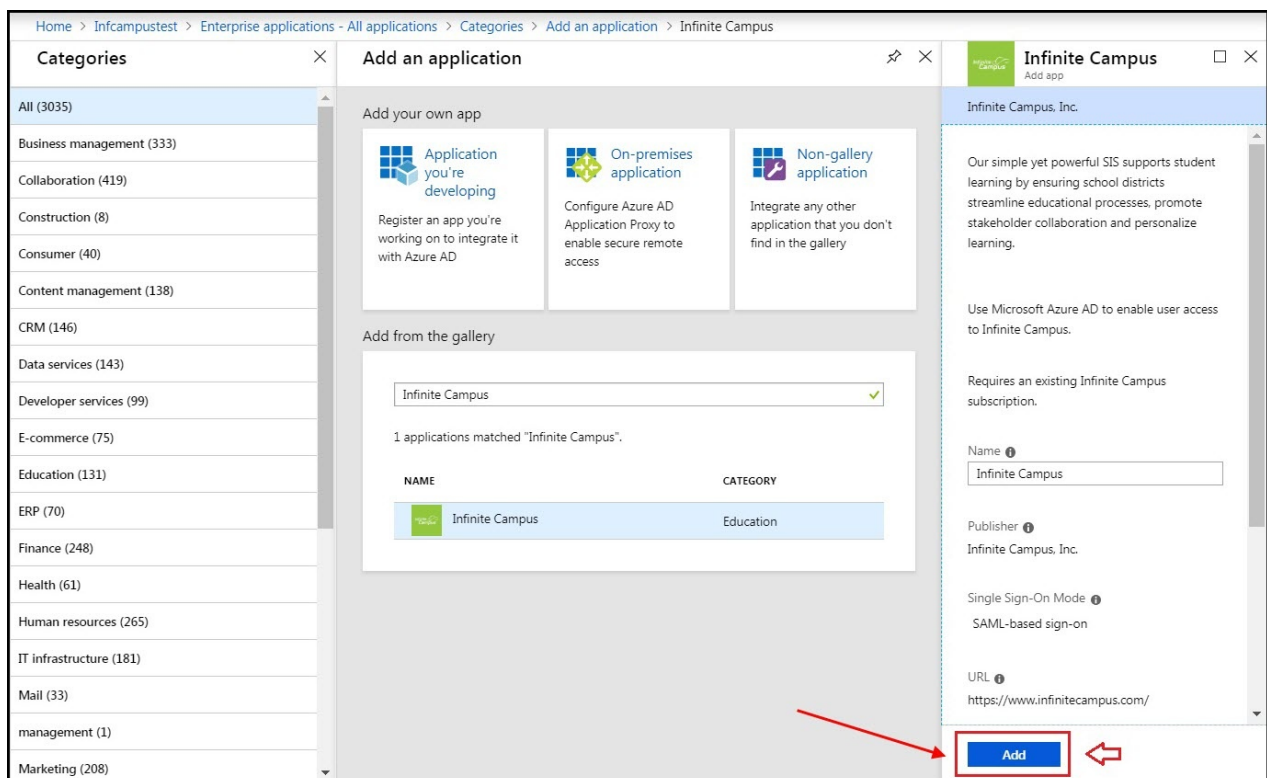 Home > Infcampustest > Enterprise applications - All applications > Categories > Add an application > Infinite Campus
Categories
All (3035)
Business management (333)
Collaboration (419)
Construction (8)
Consumer (40)
Content management (138)
CRM (146)
Data services (143)
Developer services (99)
E-commerce (75)
Education (131)
ERP (70)
Finance (248)
Health (61)
Human resources (265)
IT infrastructure (181)
Mail (33)
management (1)
Marketing (208)
Add an application
Add your own app
Application
you're
developing
Register an app you're
working on to integrate it
with Azure AD
On-premises
application
Configure Azure AD
Application Proxy to
enable secure remote
access
Non-gallery
application
Integrate any other
application that you don't
find in the gallery
Add from the gallery
Infinite Campus
1 applications matched "Infinite Campus".
NAME CATEGORY
Infinite Campus Education
Infinite Campus
Add app
Infinite Campus, Inc.
Our simple yet powerful SIS supports student
learning by ensuring school districts
streamline educational processes, promote
stakeholder collaboration and personalize
learning.
Use Microsoft Azure AD to enable user access
to Infinite Campus.
Requires an existing Infinite Campus
subscription.
Name
Infinite Campus
Publisher
Infinite Campus, Inc.
Single Sign-On Mode
SAML-based sign-on
URL
https://www.infinitecampus.com/
Add